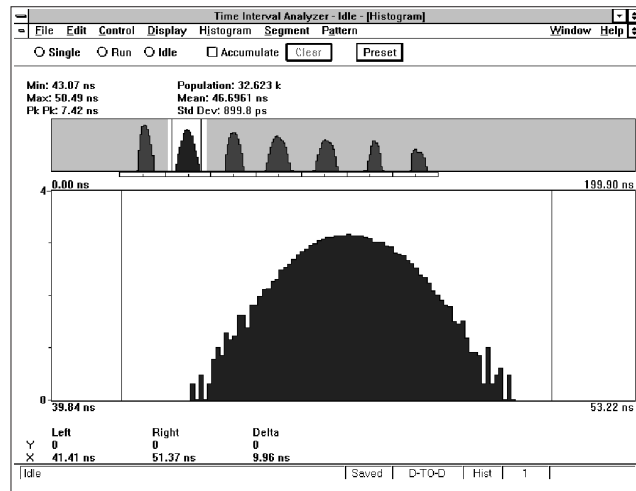 Time Interval Analyzer - Idle - [Histogram]
File Edit Control Display Histogram Segment Pattern Window Help
Single Run Idle Accumulate Clear Preset
Min: 43.07 ns Population: 32.623 k
Max: 50.49 ns Mean: 46.6961 ns
Pk Pk: 7.42 ns Std Dev: 899.8 ps
0.00 ns 199.90 ns
4
0
39.84 ns 53.22 ns
Left Right Delta
Y 0 0 0
X 41.41 ns 51.37 ns 9.96 ns
Idle Saved D-TO-D Hist 1